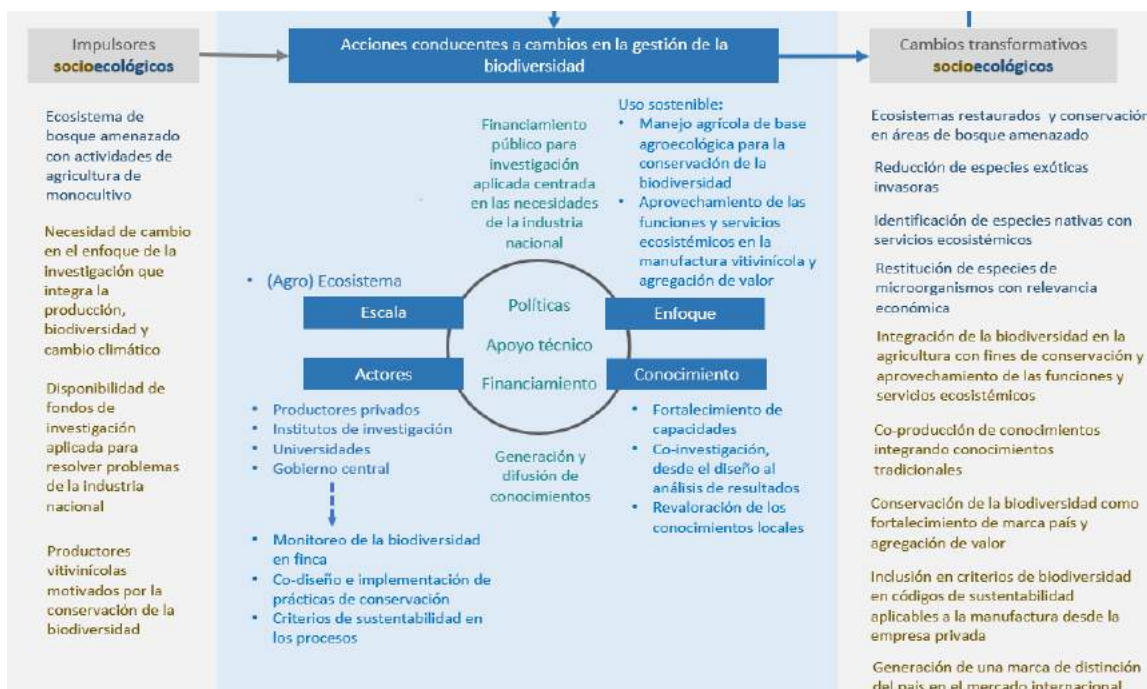 Impulsores
socioecológicos
Ecosistema de
bosque amenazado
con actividades de
agricultura de
monocultivo
Necesidad de cambio
en el enfoque de la
investigación que
integra la
producción,
biodiversidad y
cambio climático
Disponibilidad de
fondos de
investigación
aplicada para
resolver problemas
de la industria
nacional
Productores
vitivinícolas
motivados por la
conservación de la
biodiversidad
Acciones conducentes a cambios en la gestión de la
biodiversidad
Financiamiento
público para
investigación
aplicada centrada
en las necesidades
de la industria
nacional
Uso sostenible:
• Manejo agrícola de base
agroecológica para la
conservación de la
biodiversidad
• Aprovechamiento de las
funciones y servicios
ecosistémicos en la
manufactura vitivinícola y
agregación de valor
• (Agro) Ecosistema
Escala
Políticas
Enfoque
Apoyo técnico
Actores
Financiamiento
Conocimiento
• Productores privados
• Institutos de investigación
• Universidades
• Gobierno central
Generación y
difusión de
conocimientos
• Fortalecimiento de
capacidades
• Co-investigación,
desde el diseño al
análisis de resultados
• Revaloración de los
conocimientos locales
• Monitoreo de la biodiversidad
en finca
• Co-diseño e implementación de
prácticas de conservación
• Criterios de sustentabilidad en
los procesos
Cambios transformativos
socioecológicos
Ecosistemas restaurados y conservación
en áreas de bosque amenazado
Reducción de especies exóticas
invasoras
Identificación de especies nativas con
servicios ecosistémicos
Restitución de especies de
microorganismos con relevancia
económica
Integración de la biodiversidad en la
agricultura con fines de conservación y
aprovechamiento de las funciones y
servicios ecosistémicos
Co-producción de conocimientos
integrando conocimientos
tradicionales
Conservación de la biodiversidad como
fortalecimiento de marca país y
agregación de valor
Inclusión en criterios de biodiversidad
en códigos de sustentabilidad
aplicables a la manufactura desde la
empresa privada
Generación de una marca de distinción
del país en el mercado internacional